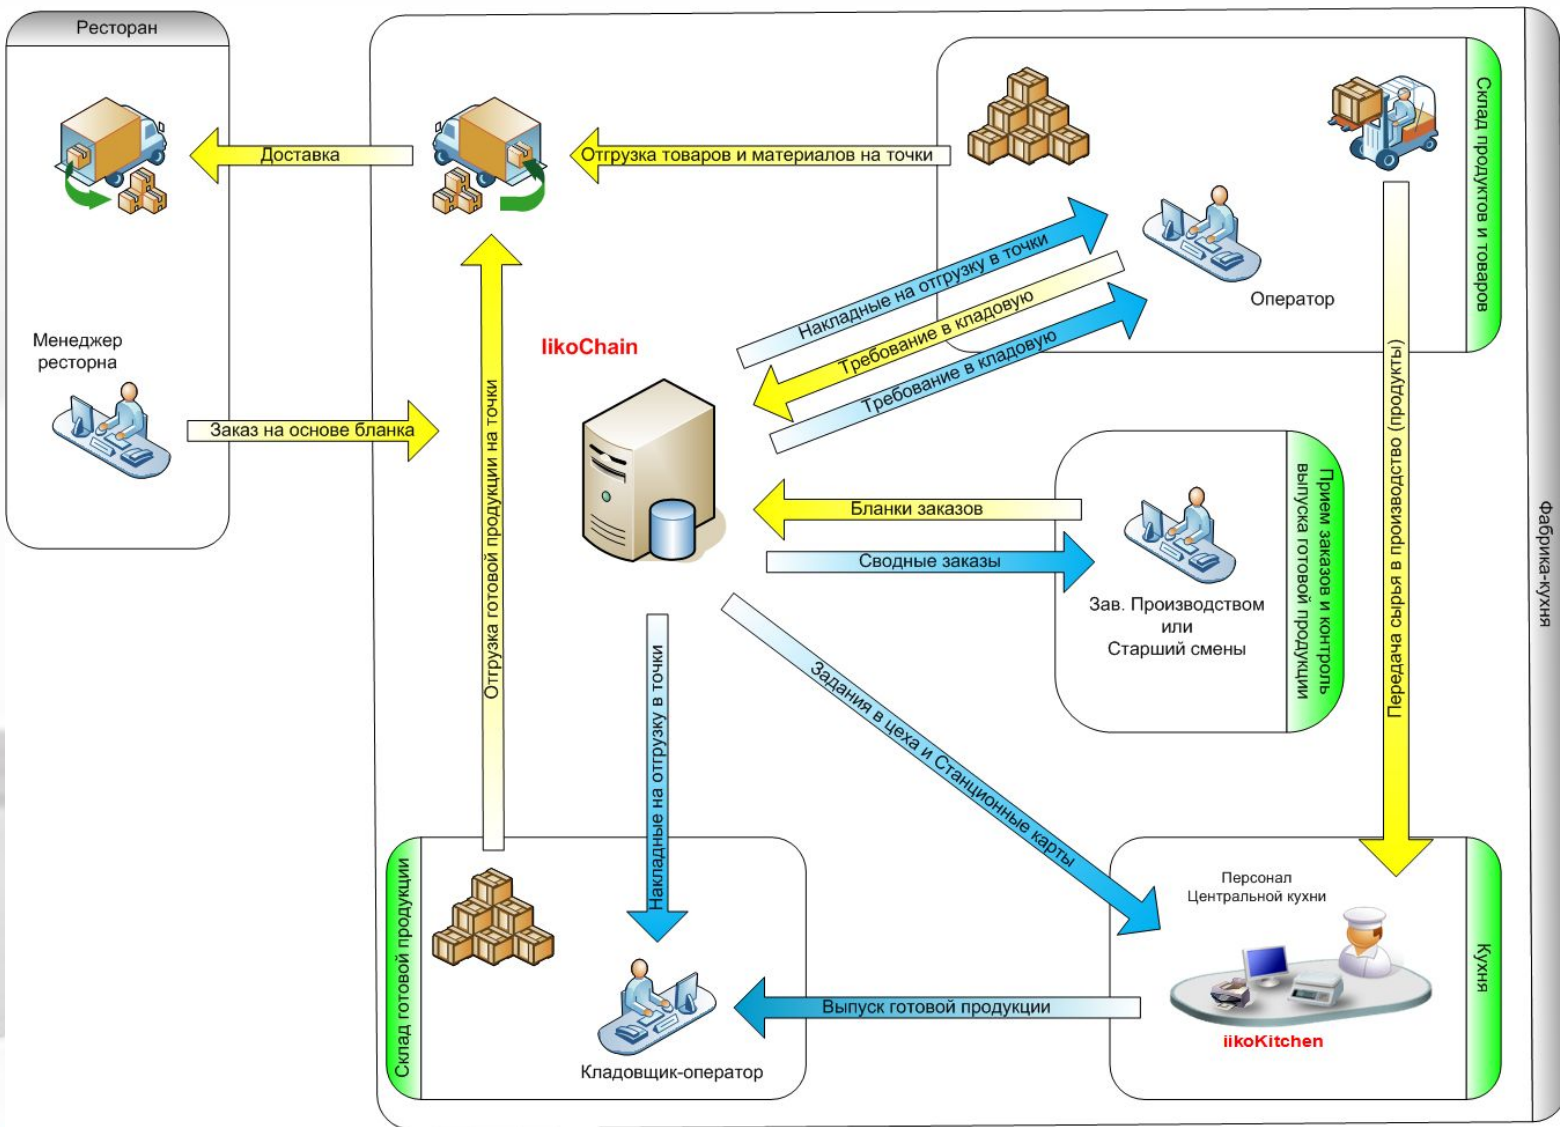 Ресторан
Доставка
Отгрузка товаров и материалов на точки
Склад продуктов и товаров
Оператор
Накладные на отгрузку в точки
Требование в кладовую
Требование в кладовую
Менеджер
ресторна
IikoChain
Заказ на основе бланка
Отгрузка готовой продукции на точки
Бланки заказов
Сводные заказы
Зав. Производством
или
Старший смены
Прием заказов и контроль
выпуска готовой продукции
Передача сырья в производство (продукты)
Фабрика-кухня
Накладные на отгрузку в точки
Задания в цеха и Станционные карты
Склад готовой продукции
Кладовщик-оператор
Выпуск готовой продукции
Персонал
Центральной кухни
iikoKitchen
Кухня